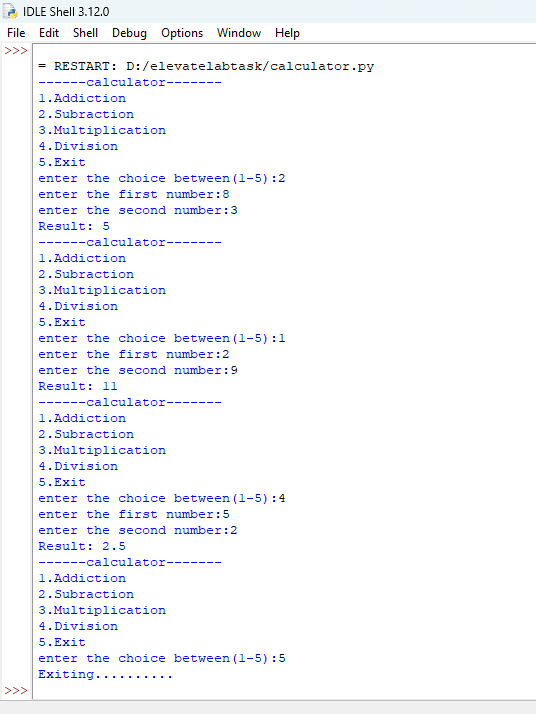 IDLE Shell 3.12.0
File Edit Shell Debug Options Window Help
>>>
= RESTART: D:/elevatelabtask/calculator.py
------calculator-------
1.Addiction
2.Subraction
3.Multiplication
4.Division
5.Exit
enter the choice between(1-5):2
enter the first number:8
enter the second number:3
Result: 5
------calculator-------
1.Addiction
2.Subraction
3.Multiplication
4.Division
5.Exit
enter the choice between(1-5):1
enter the first number:2
enter the second number:9
Result: 11
------calculator-------
1.Addiction
2.Subraction
3.Multiplication
4.Division
5.Exit
enter the choice between(1-5):4
enter the first number:5
enter the second number:2
Result: 2.5
------calculator-------
1.Addiction
2.Subraction
3.Multiplication
4.Division
5.Exit
enter the choice between(1-5):5
Exiting..........
>>>